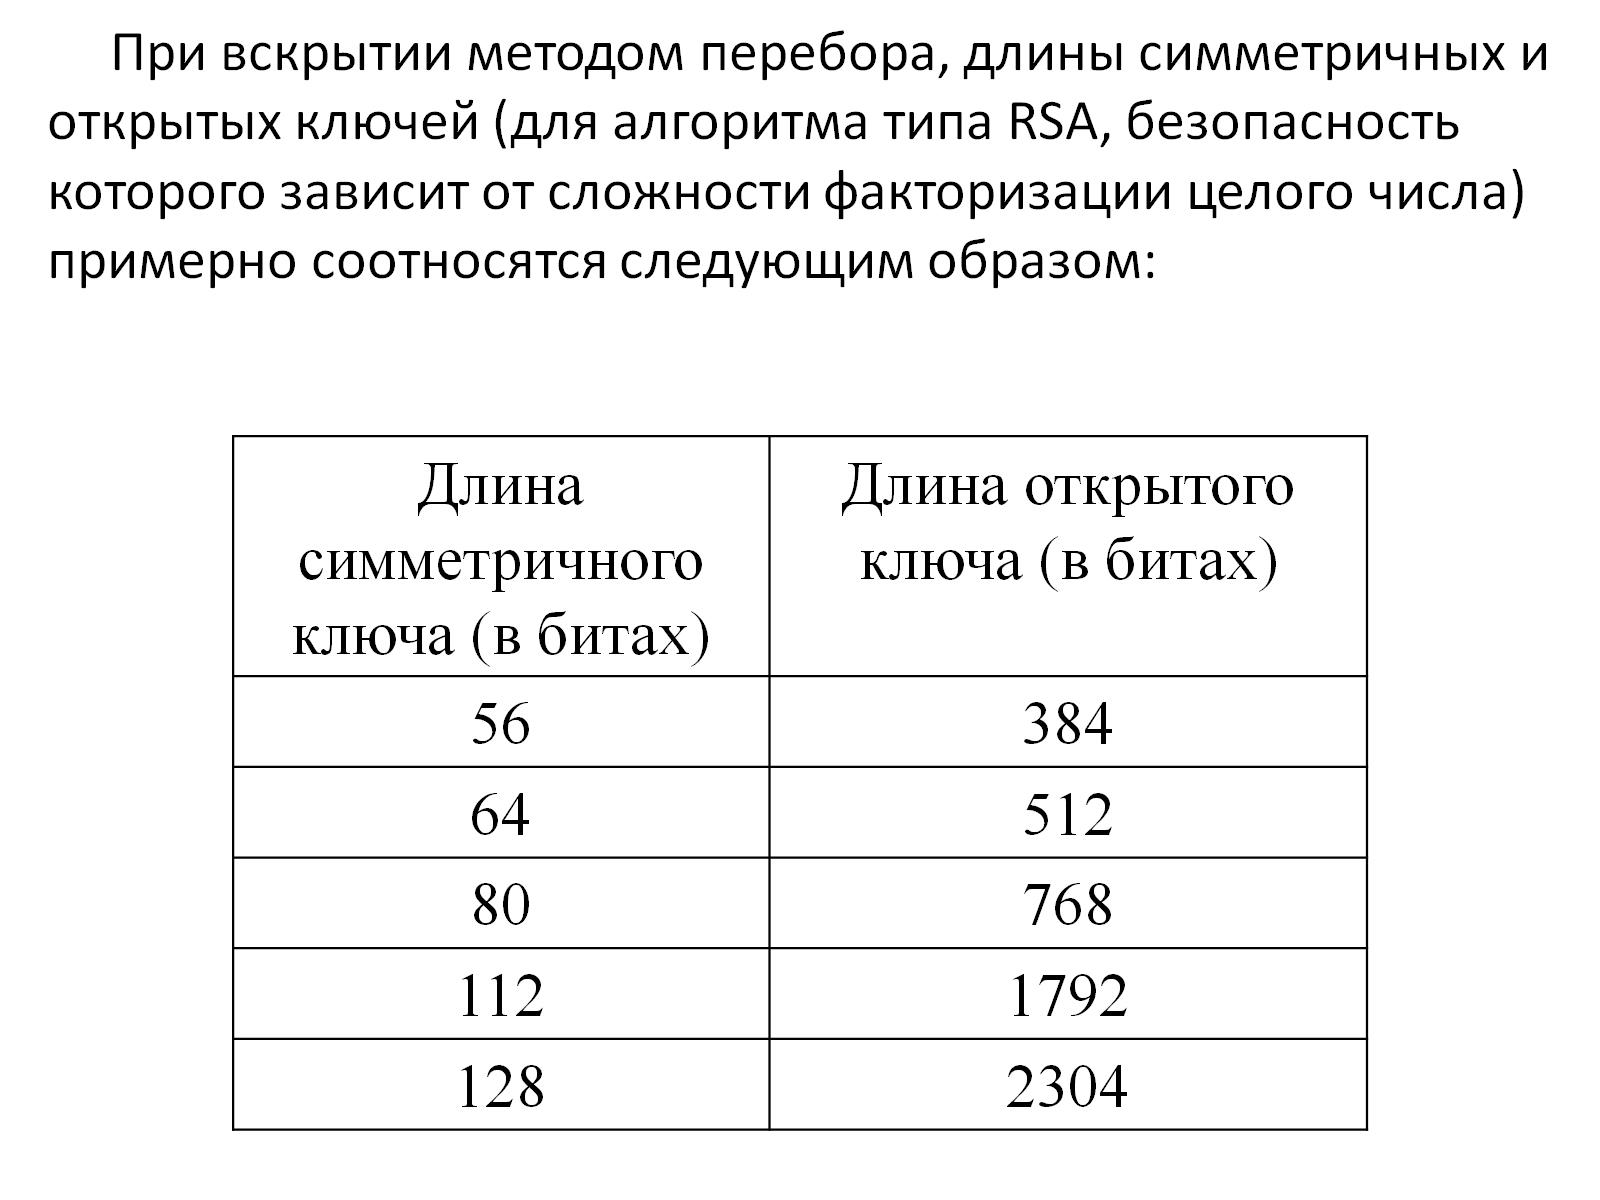 При вскрытии методом перебора, длины симметричных и
открытых ключей (для алгоритма типа RSA, безопасность
которого зависит от сложности факторизации целого числа)
примерно соотносятся следующим образом:
Длина
симметричного
ключа (в битах)
Длина открытого
ключа (в битах)
56
384
64
512
80
768
112
1792
128
2304